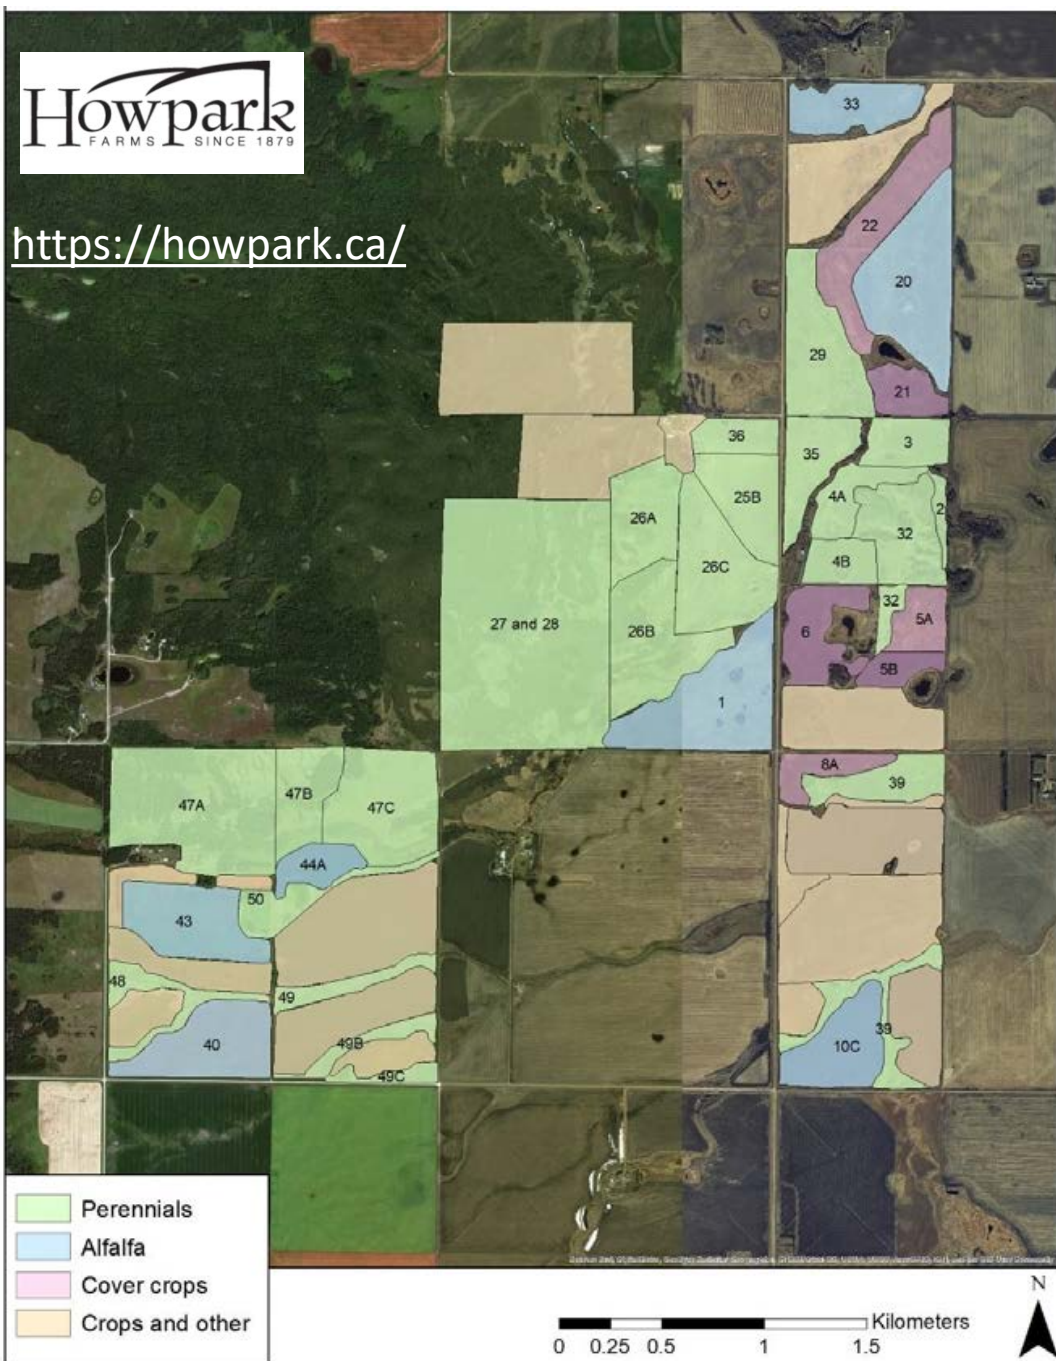 Howpark
FARMS SINCE 1879
https://howpark.ca/
33
22
20
29
21
36
35
3
25B
26A
4A
2
32
26C
4B
27 and 28
26B
32
5A
6
5B
1
8A
39
47A
47B
47C
44A
50
43
48
49
40
49B
49C
39
10C
Perennials
Alfalfa
Cover crops
Crops and other
N
Kilometers
0 0.25 0.5 1 1.5